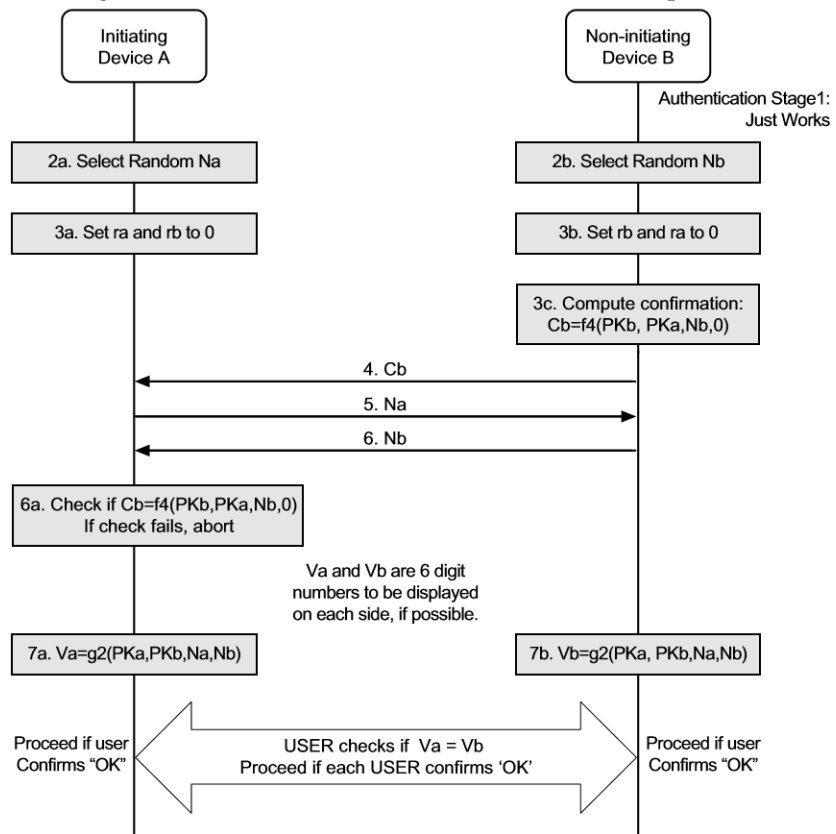 Initiating
Device A
Non-initiating
Device B
Authentication Stage1:
Just Works
2a. Select Random Na
2b. Select Random Nb
3a. Set ra and rb to 0
3b. Set rb and ra to 0
3c. Compute confirmation:
Cb=f4(PKb, PKa,Nb,0)
4. Cb
5. Na
6. Nb
6a. Check if Cb=f4(PKb,PKa,Nb,0)
If check fails, abort
Va and Vb are 6 digit
numbers to be displayed
on each side, if possible.
7a. Va=g2(PKa,PKb,Na,Nb)
7b. Vb=g2(PKa, PKb,Na,Nb)
Proceed if user
Confirms “OK”
USER checks if Va = Vb
Proceed if each USER confirms ‘OK’
Proceed if user
Confirms “OK”